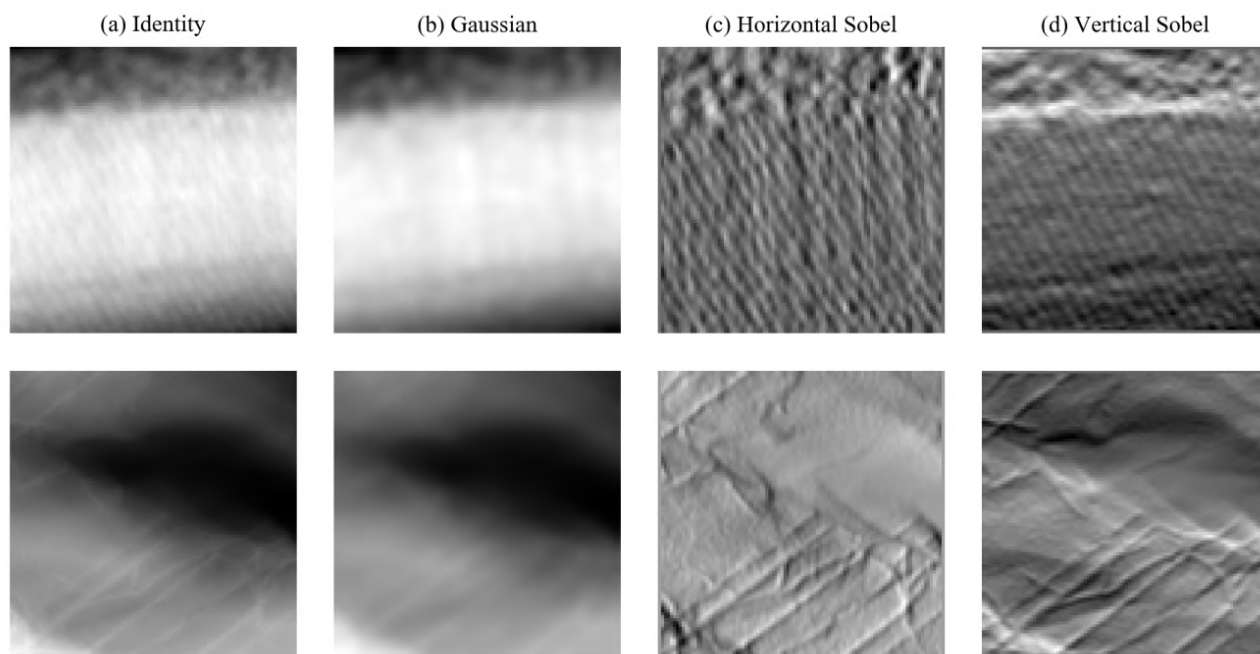 (a) Identity
(b) Gaussian
(c) Horizontal Sobel
(d) Vertical Sobel